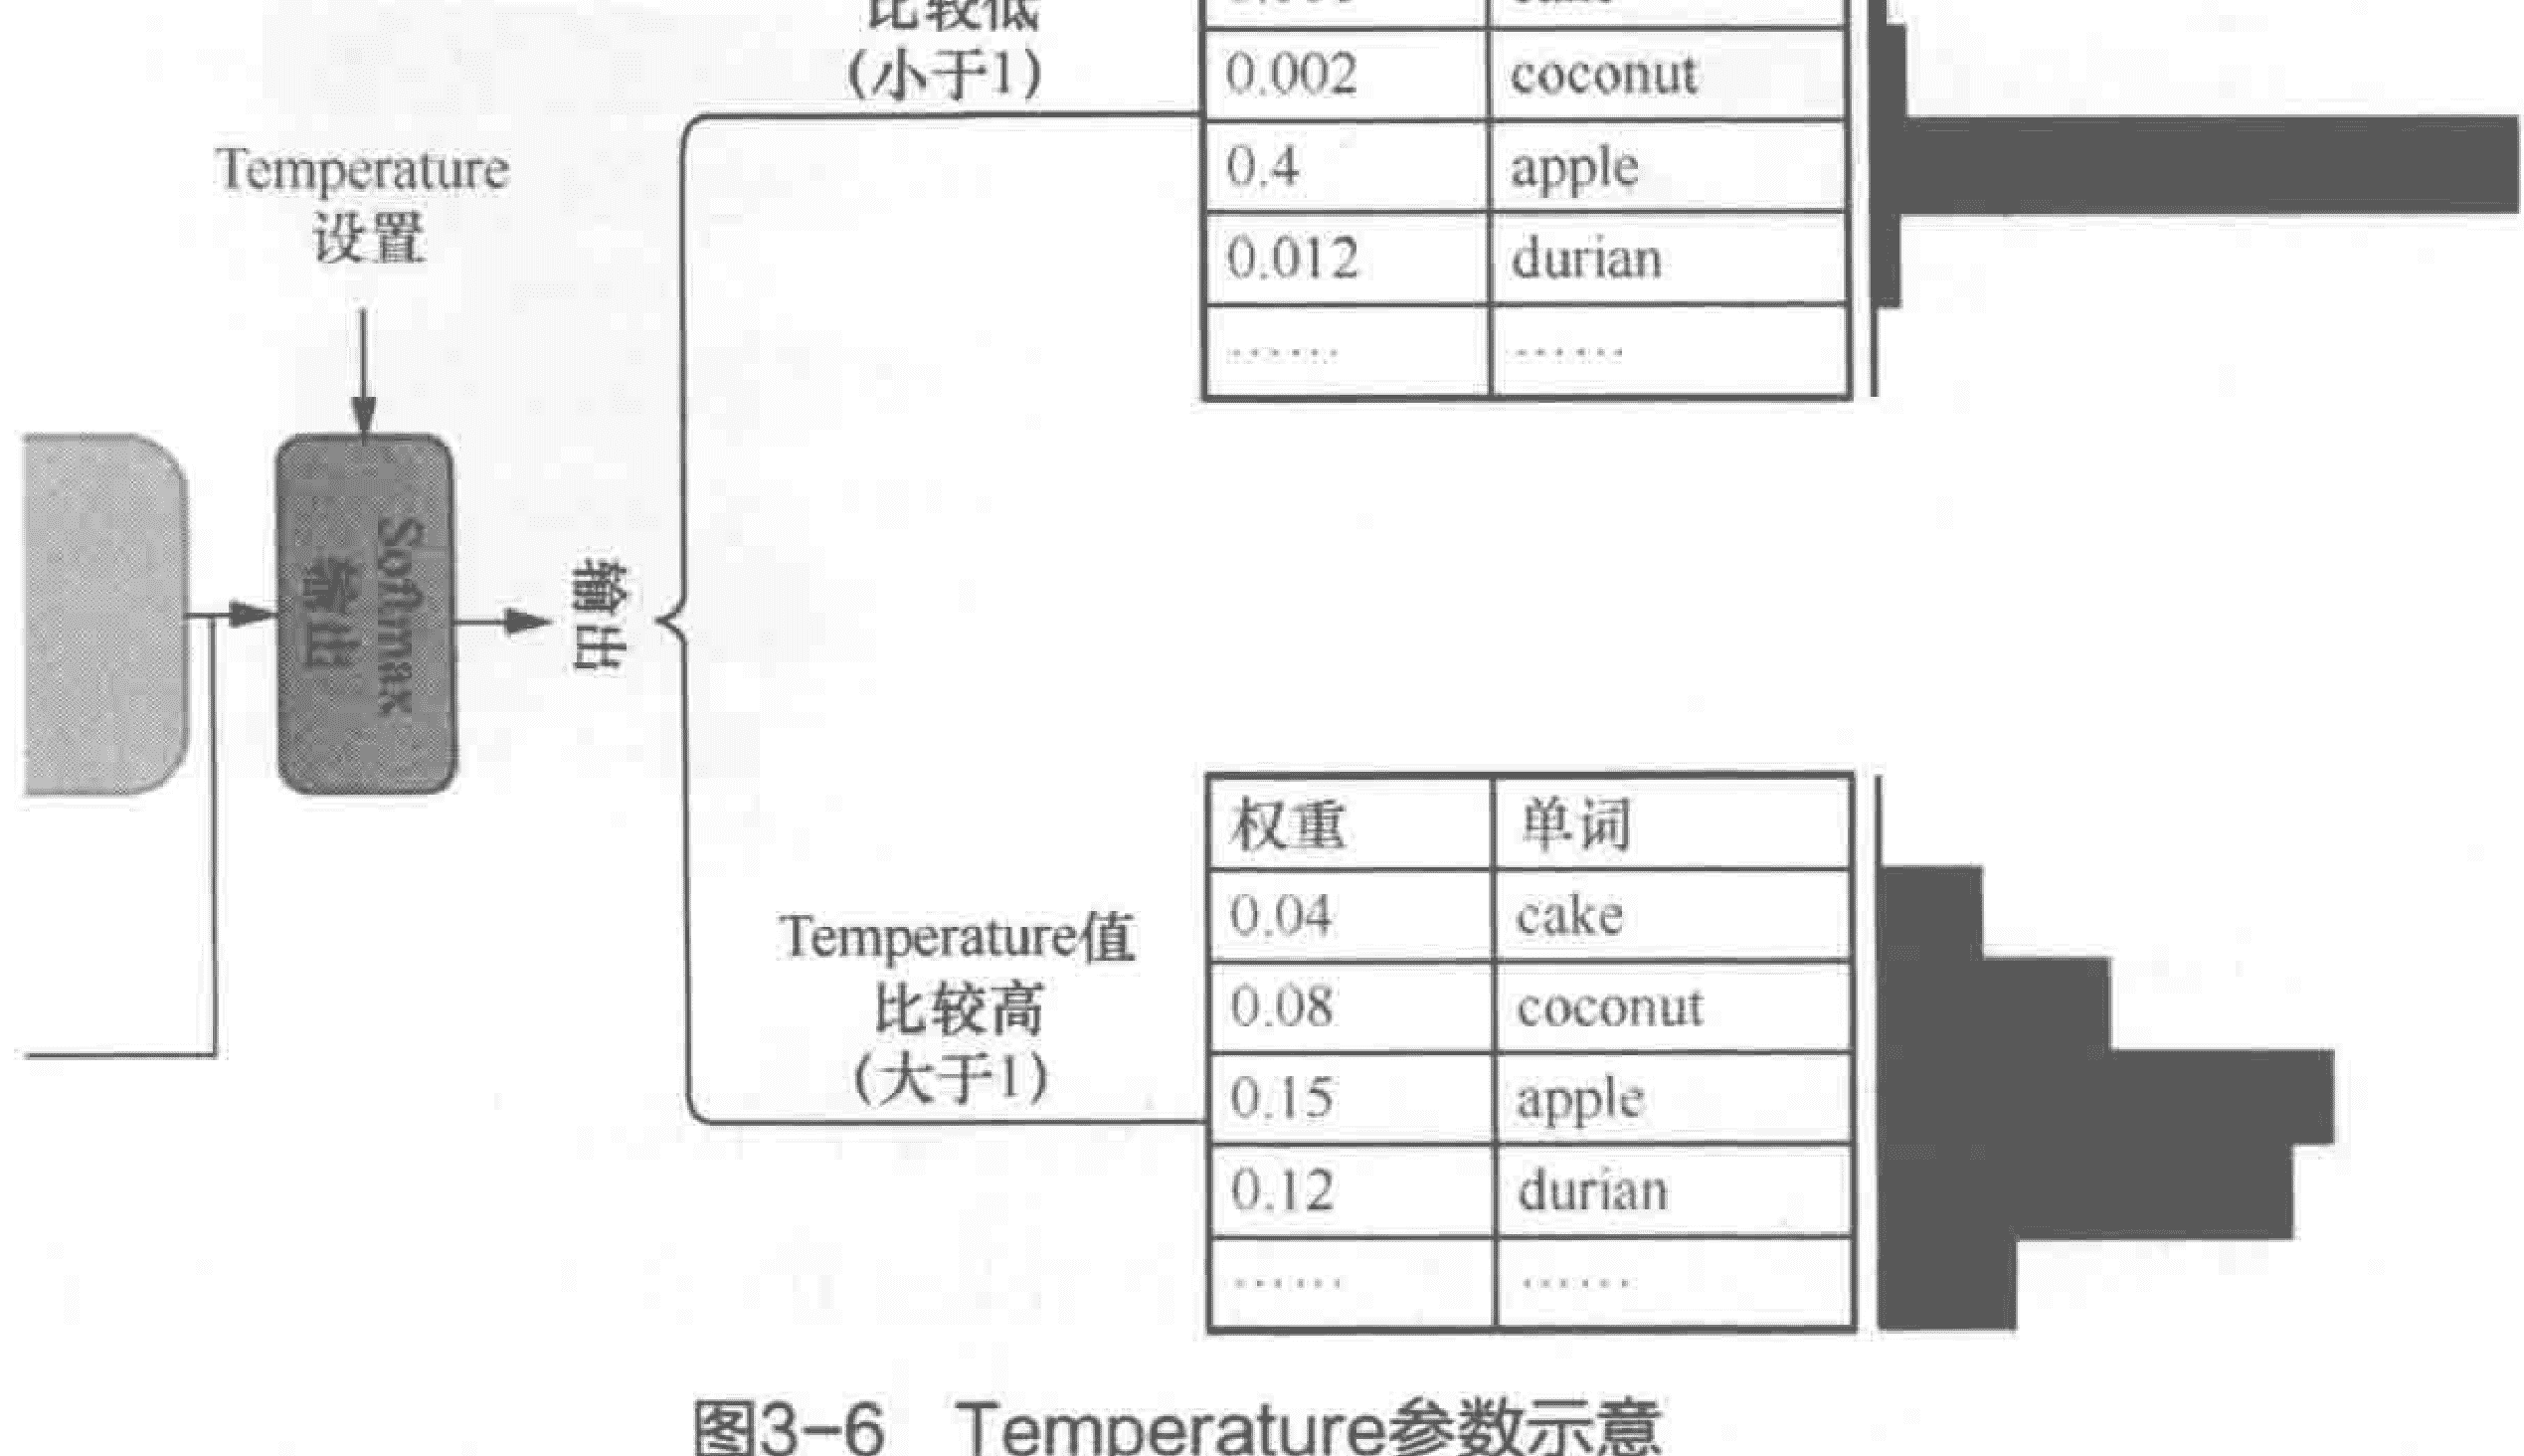 比较低
(小于1)
0.002 coconut
0.4 apple
0.012 durian
…… ……
Temperature
设置
Softmax
输出
输出
Temperature值
比较高
(大于1)
权重 单词
0.04 cake
0.08 coconut
0.15 apple
0.12 durian
…… ……
图3-6 Temperature参数示意